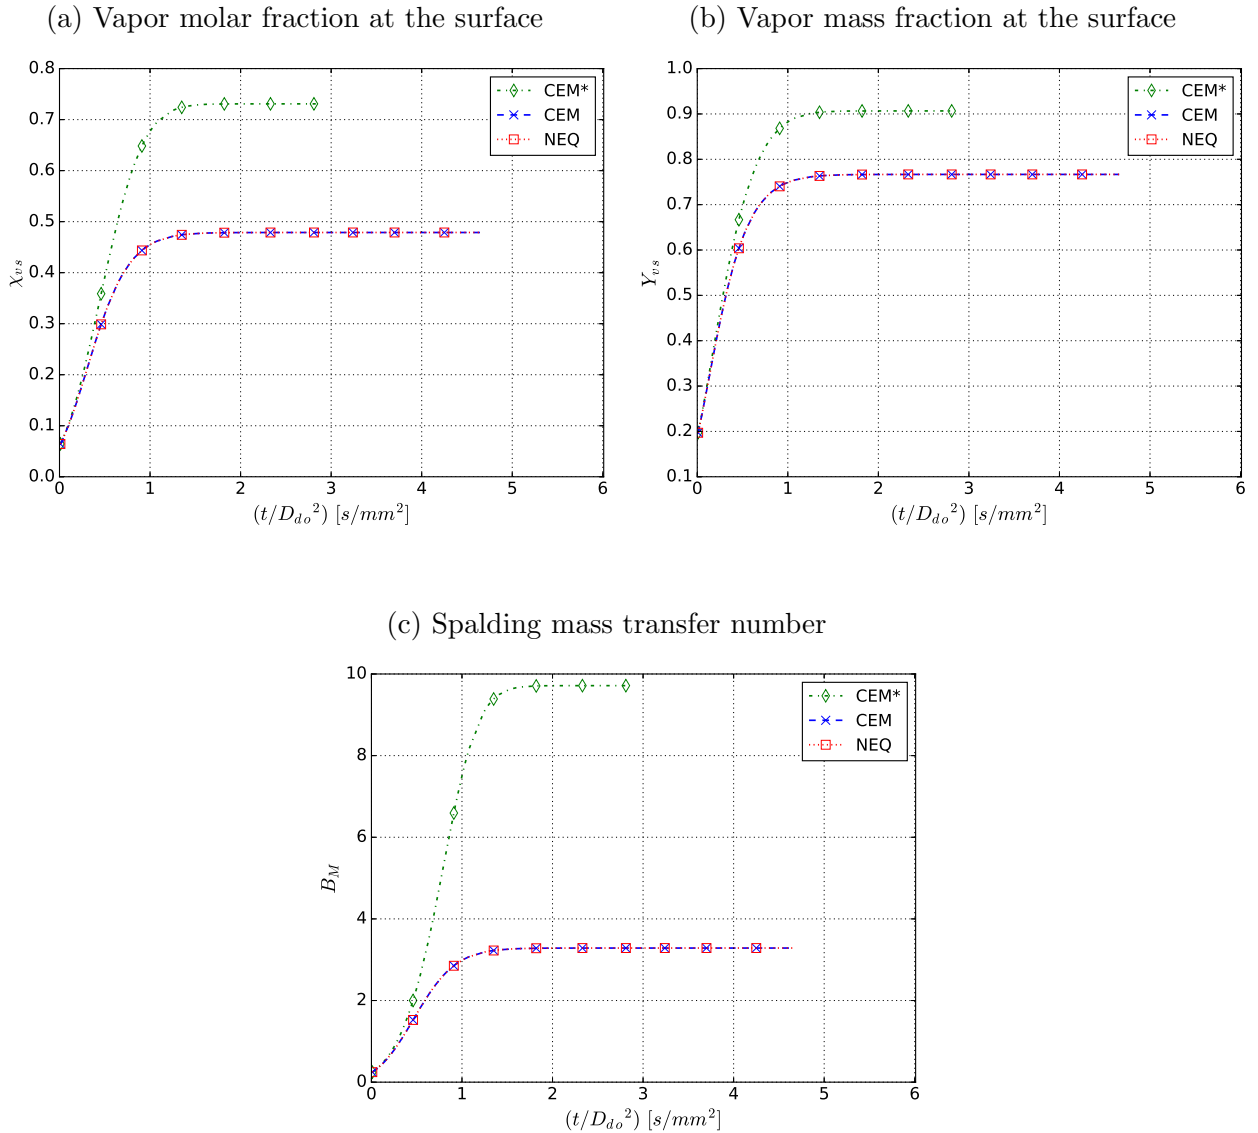 (a) Vapor molar fraction at the surface
0.8
0.7
0.6
0.5
0.4
0.3
0.2
0.1
0.0
χvs
0 1 2 3 4 5 6
(t/Ddo²) [s/mm²]
CEM*
CEM
NEQ
(b) Vapor mass fraction at the surface
1.0
0.9
0.8
0.7
0.6
0.5
0.4
0.3
0.2
0.1
Yvs
0 1 2 3 4 5 6
(t/Ddo²) [s/mm²]
CEM*
CEM
NEQ
(c) Spalding mass transfer number
10
8
6
4
2
0
BM
0 1 2 3 4 5 6
(t/Ddo²) [s/mm²]
CEM*
CEM
NEQ